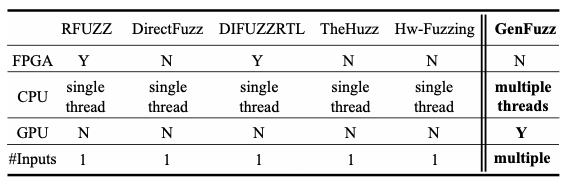 RFUZZ DirectFuzz DIFUZZRTL TheHuzz Hw-Fuzzing GenFuzz
FPGA Y N Y N N N
CPU single thread single thread single thread single thread single thread multiple threads
GPU N N N N N Y
#Inputs 1 1 1 1 1 multiple